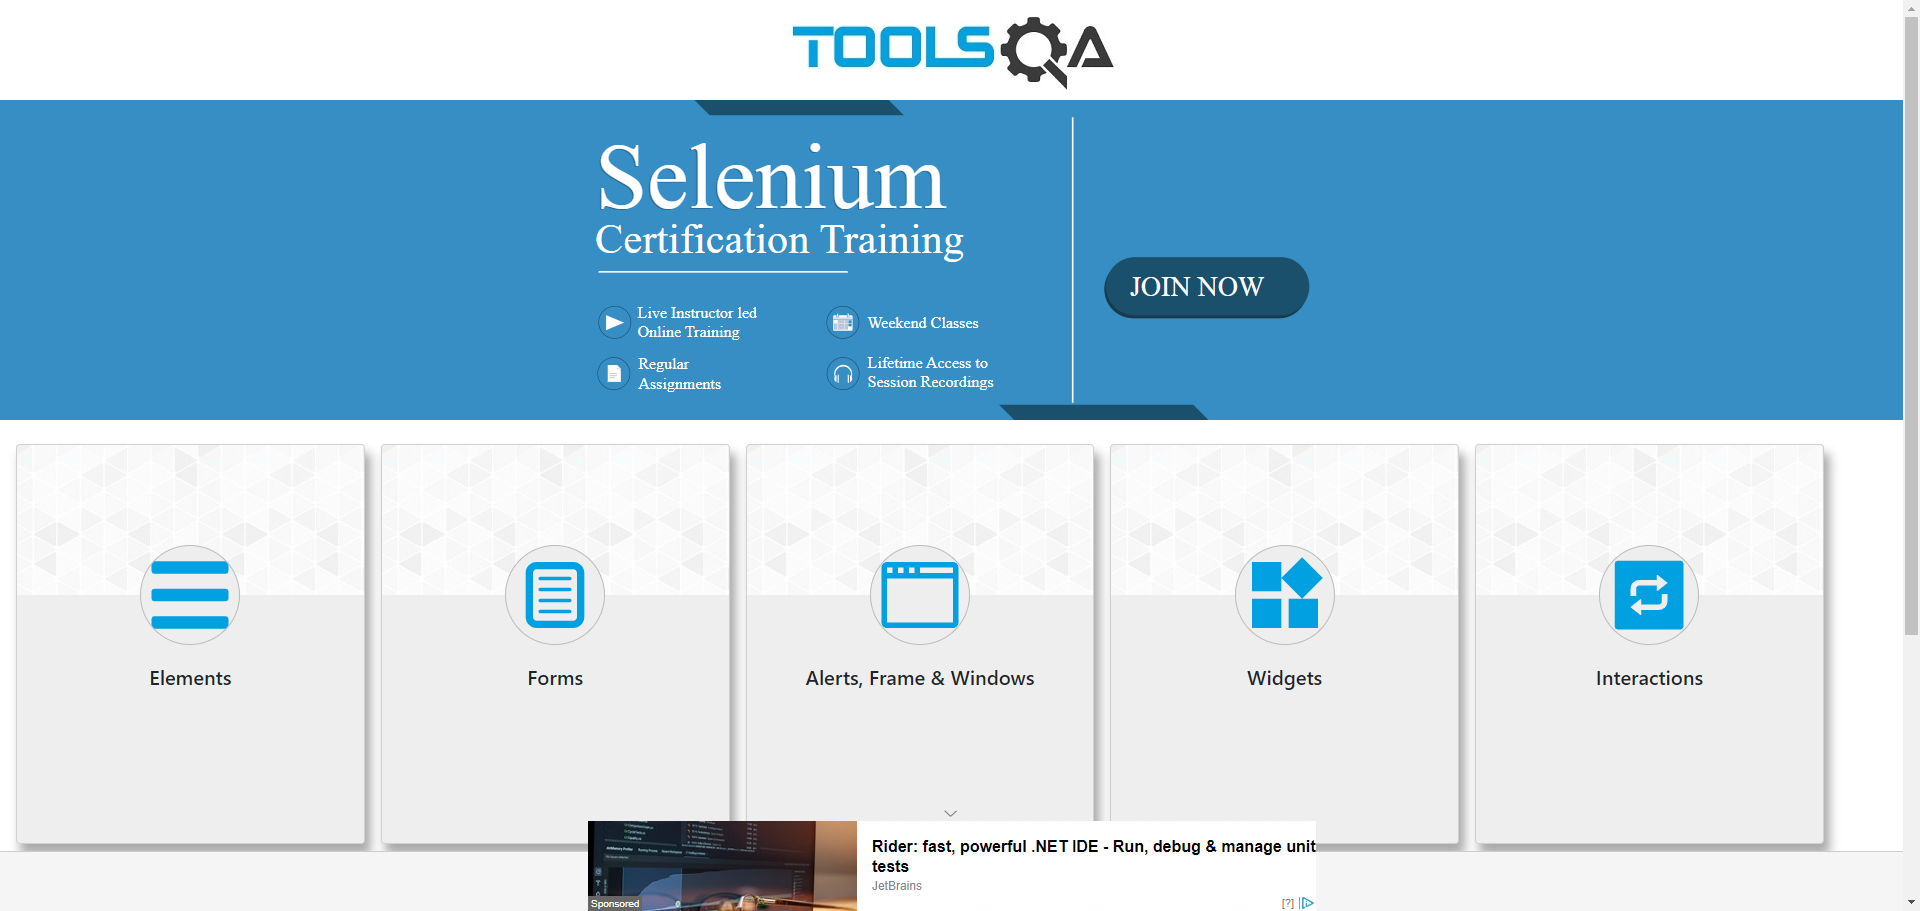 TOOLSQA
Selenium
Certification Training
JOIN NOW
Live Instructor led
Online Training
Weekend Classes
Regular
Assignments
Lifetime Access to
Session Recordings
Elements
Forms
Alerts, Frame & Windows
Widgets
Interactions
Rider: fast, powerful .NET IDE - Run, debug & manage unit
tests
JetBrains
Sponsored
[?]